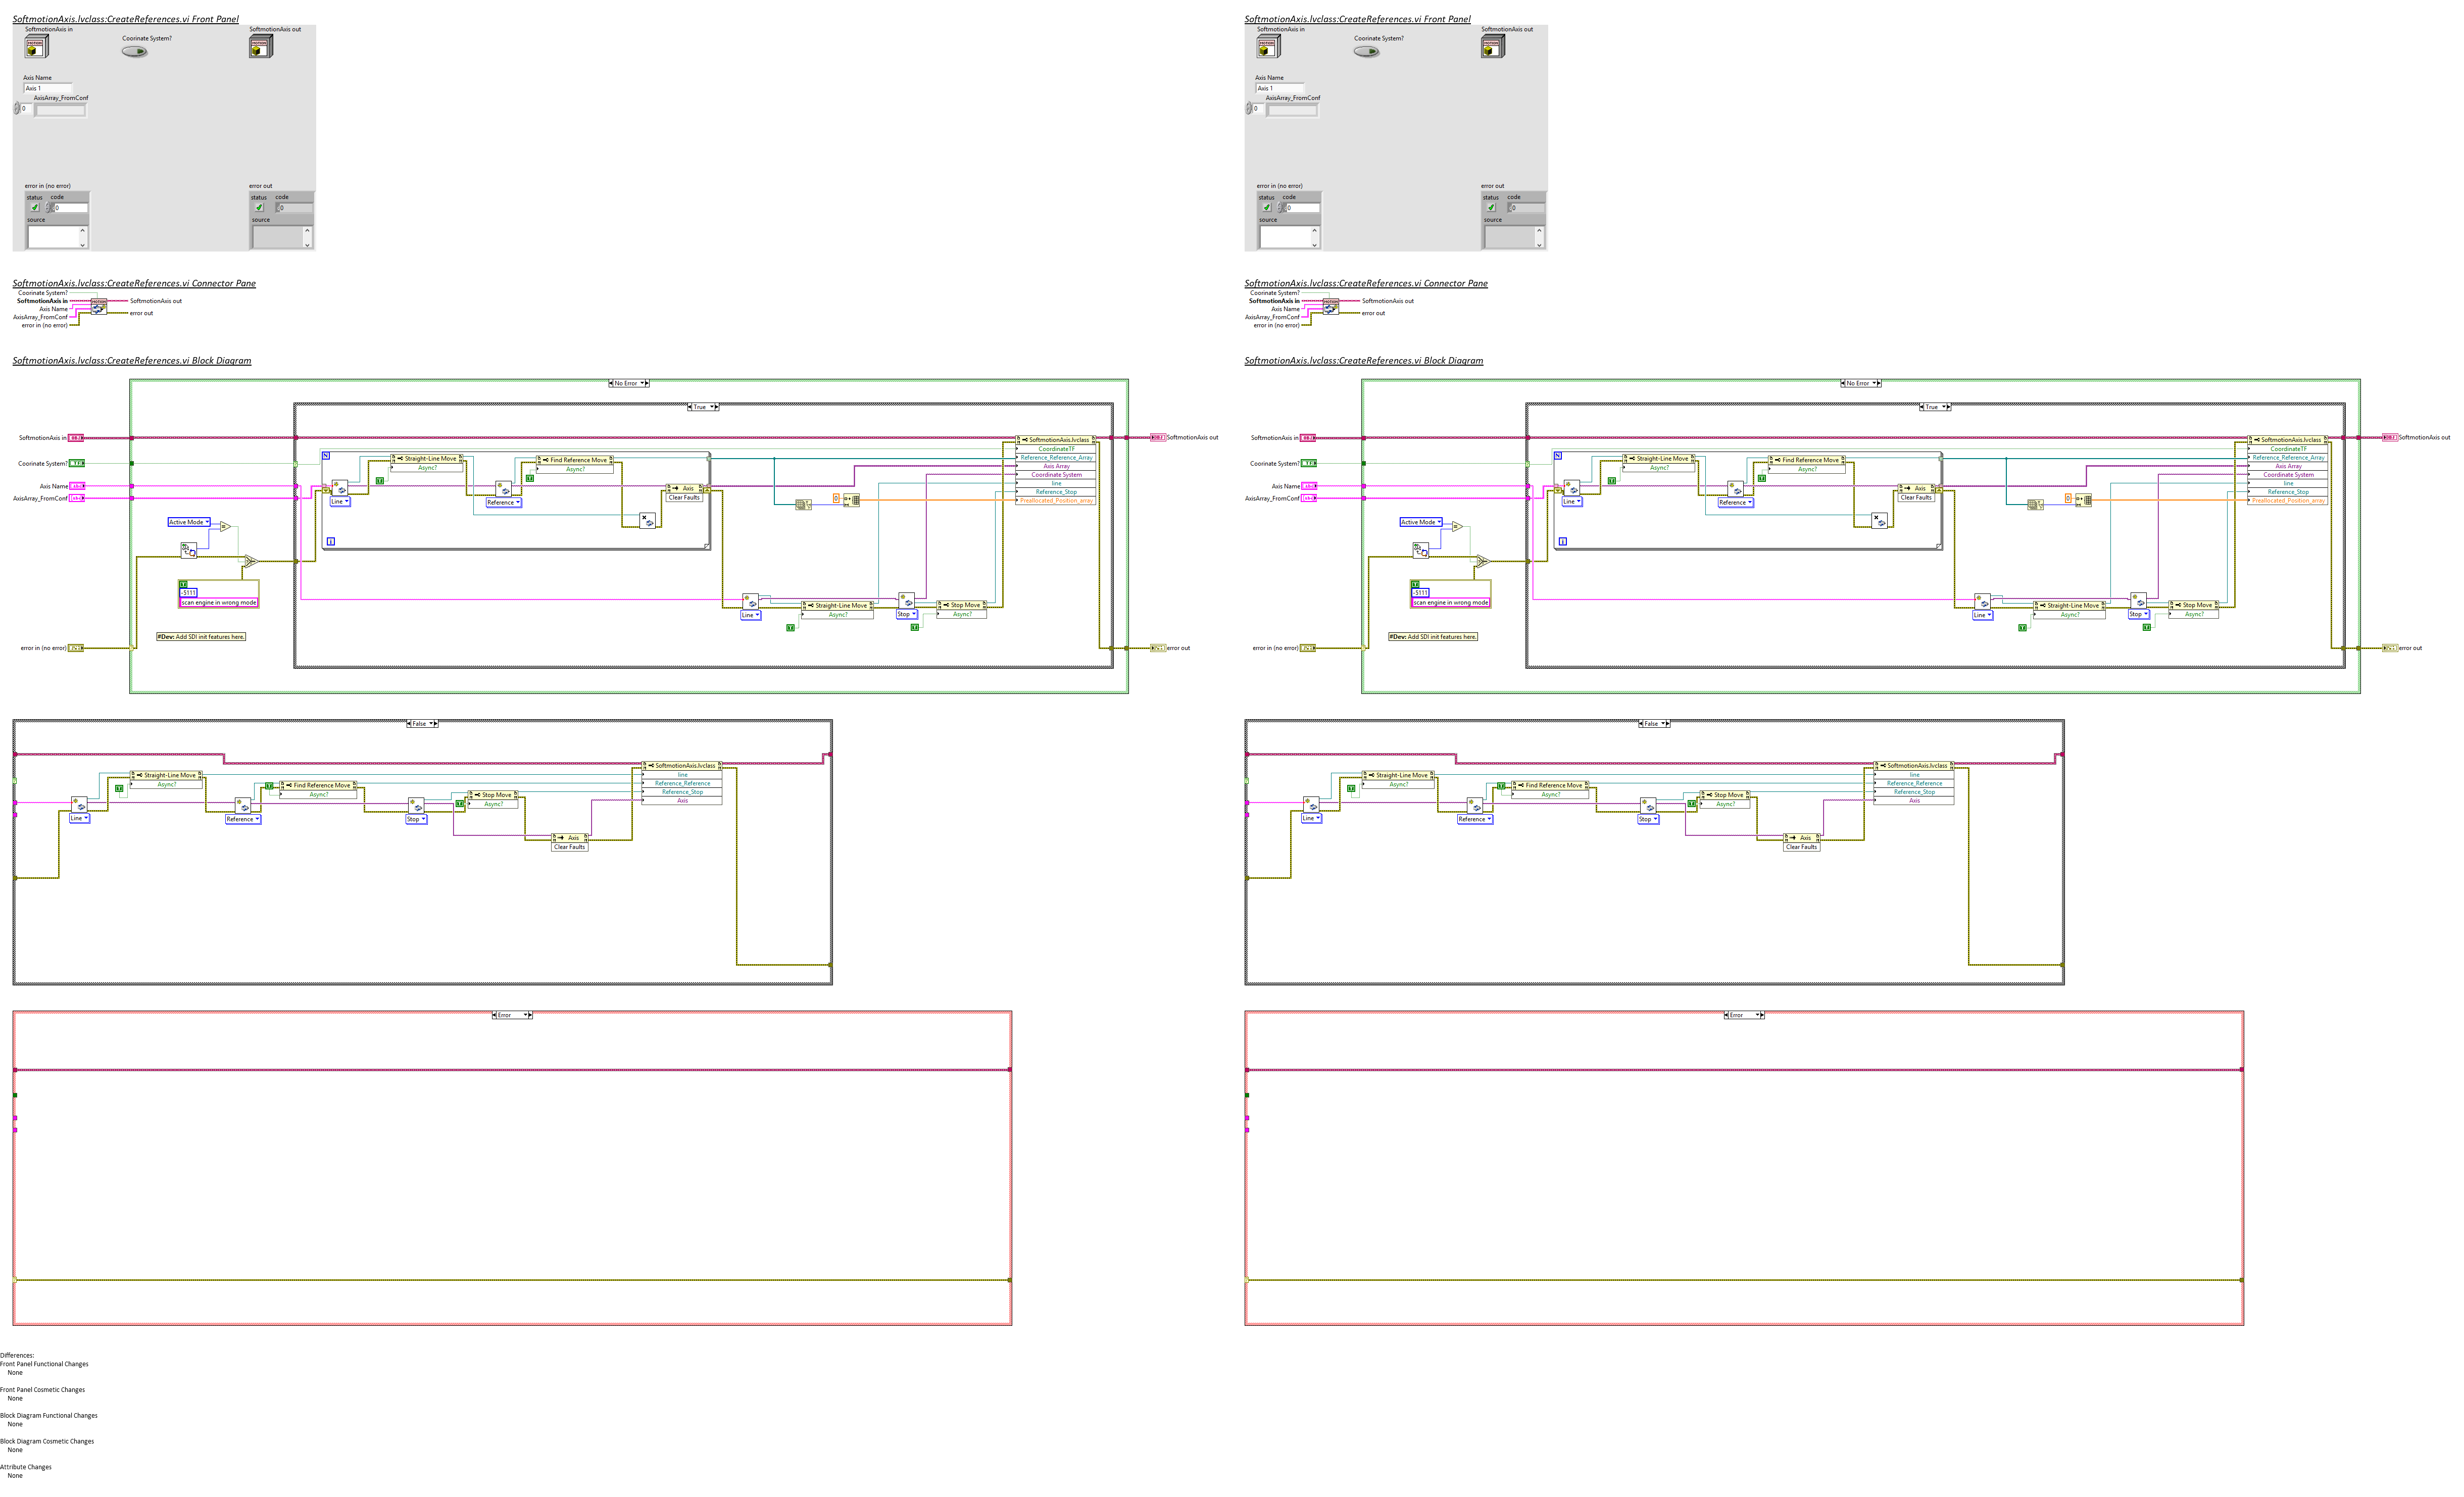 SoftmotionAxis.lvclass:CreateReferences.vi Front Panel
SoftmotionAxis in
SoftmotionAxis out
Coorinate System?
Axis Name
Axis 1
AxisArray_FromConf
0
error in (no error)
error out
status code
0
source
status code
0
source
SoftmotionAxis.lvclass:CreateReferences.vi Connector Pane
Coorinate System?
SoftmotionAxis in
SoftmotionAxis out
Axis Name
error out
AxisArray_FromConf
error in (no error)
SoftmotionAxis.lvclass:CreateReferences.vi Block Diagram
No Error
True
SoftmotionAxis in
SoftmotionAxis out
SoftmotionAxis.lvclass
CoordinateTF
Reference_Reference_Array
Axis Array
Coordinate System
line
Reference_Stop
Preallocated_Position_array
Coorinate System?
N
Straight-Line Move
Async?
Find Reference Move
Async?
Axis Name
AxisArray_FromConf
Line
Reference
Axis
Clear Faults
0
Active Mode
i
-5111
scan engine in wrong mode
Line
Straight-Line Move
Async?
Stop
Stop Move
Async?
#Dev: Add SDI init features here.
error in (no error)
error out
False
SoftmotionAxis.lvclass
line
Reference_Reference
Reference_Stop
Axis
Straight-Line Move
Async?
Find Reference Move
Async?
Stop Move
Async?
Line
Reference
Stop
Axis
Clear Faults
Error
SoftmotionAxis.lvclass:CreateReferences.vi Front Panel
SoftmotionAxis in
SoftmotionAxis out
Coorinate System?
Axis Name
Axis 1
AxisArray_FromConf
0
error in (no error)
error out
status code
0
source
status code
0
source
SoftmotionAxis.lvclass:CreateReferences.vi Connector Pane
Coorinate System?
SoftmotionAxis in
SoftmotionAxis out
Axis Name
error out
AxisArray_FromConf
error in (no error)
SoftmotionAxis.lvclass:CreateReferences.vi Block Diagram
No Error
True
SoftmotionAxis in
SoftmotionAxis out
SoftmotionAxis.lvclass
CoordinateTF
Reference_Reference_Array
Axis Array
Coordinate System
line
Reference_Stop
Preallocated_Position_array
Coorinate System?
N
Straight-Line Move
Async?
Find Reference Move
Async?
Axis Name
AxisArray_FromConf
Line
Reference
Axis
Clear Faults
0
Active Mode
i
-5111
scan engine in wrong mode
Line
Straight-Line Move
Async?
Stop
Stop Move
Async?
#Dev: Add SDI init features here.
error in (no error)
error out
False
SoftmotionAxis.lvclass
line
Reference_Reference
Reference_Stop
Axis
Straight-Line Move
Async?
Find Reference Move
Async?
Stop Move
Async?
Line
Reference
Stop
Axis
Clear Faults
Error
Differences:
Front Panel Functional Changes
None
Front Panel Cosmetic Changes
None
Block Diagram Functional Changes
None
Block Diagram Cosmetic Changes
None
Attribute Changes
None